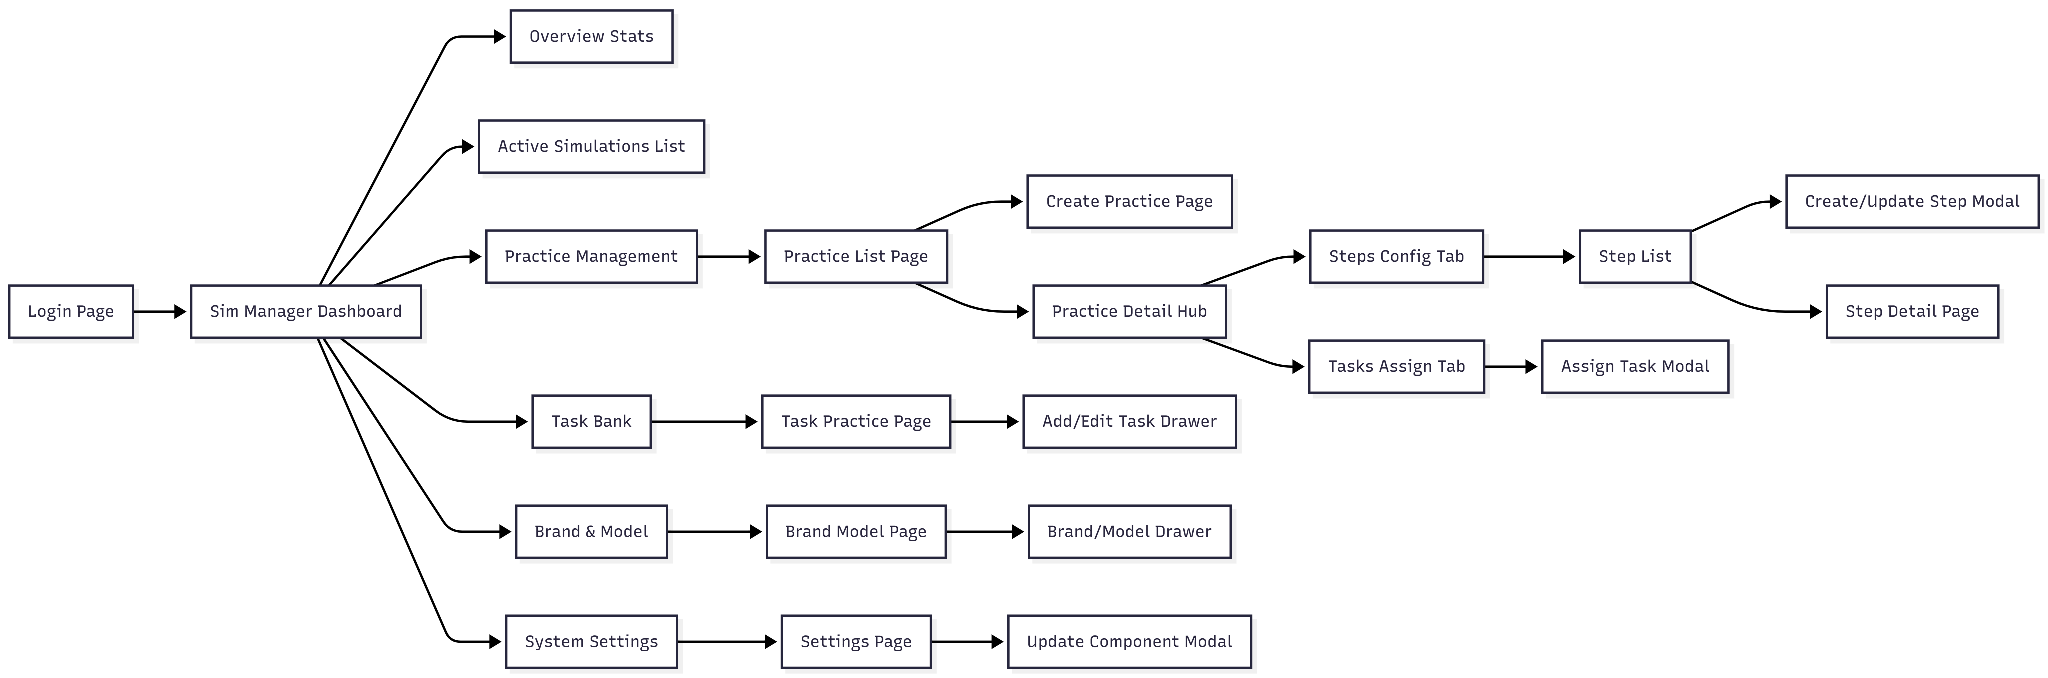 Overview Stats
Active Simulations List
Create Practice Page
Create/Update Step Modal
Practice Management
Practice List Page
Steps Config Tab
Step List
Login Page
Sim Manager Dashboard
Practice Detail Hub
Step Detail Page
Tasks Assign Tab
Assign Task Modal
Task Bank
Task Practice Page
Add/Edit Task Drawer
Brand & Model
Brand Model Page
Brand/Model Drawer
System Settings
Settings Page
Update Component Modal